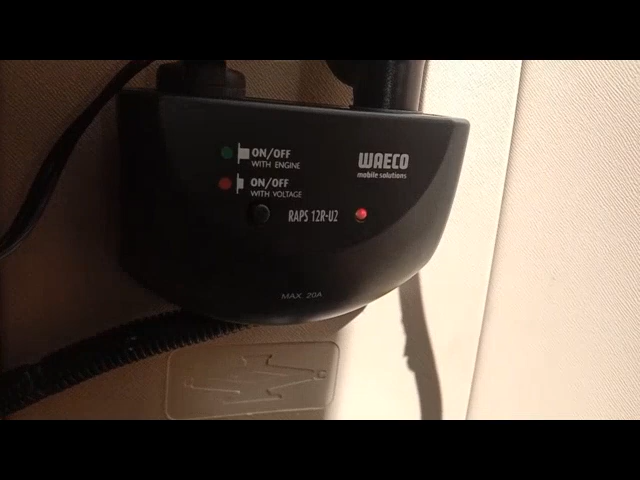 ON/OFF
WITH ENGINE
WAECO
mobile solutions
ON/OFF
WITH VOLTAGE
RAPS 12R-U2
MAX 20A